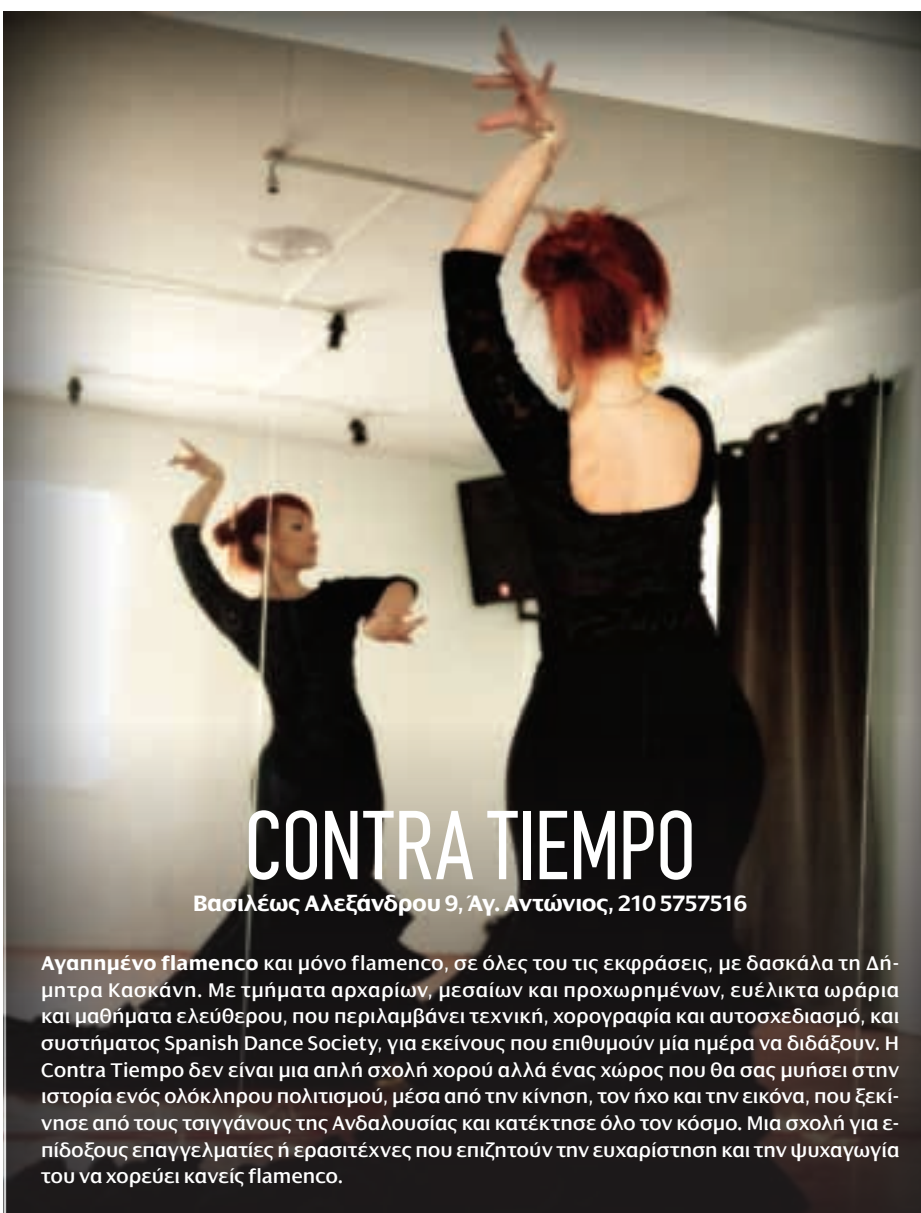 CONTRA TIEMPO
Βασιλέως Αλεξάνδρου 9, Άγ. Αντώνιος, 210 5757516
Αγαπημένο flamenco και μόνο flamenco, σε όλες του τις εκφράσεις, με δασκάλα τη Δή-
μητρα Κασκάνη. Με τμήματα αρχαρίων, μεσαίων και προχωρημένων, ευέλικτα ωράρια
και μαθήματα ελεύθερου, που περιλαμβάνει τεχνική, χορογραφία και αυτοσχεδιασμό, και
συστήματος Spanish Dance Society, για εκείνους που επιθυμούν μία ημέρα να διδάξουν. Η
Contra Tiempo δεν είναι μια απλή σχολή χορού αλλά ένας χώρος που θα σας μυήσει στην
ιστορία ενός ολόκληρου πολιτισμού, μέσα από την κίνηση, τον ήχο και την εικόνα, που ξεκί-
νησε από τους τσιγγάνους της Ανδαλουσίας και κατέκτησε όλο τον κόσμο. Μια σχολή για ε-
πίδοξους επαγγελματίες ή ερασιτέχνες που επιζητούν την ευχαρίστηση και την ψυχαγωγία
του να χορεύει κανείς flamenco.